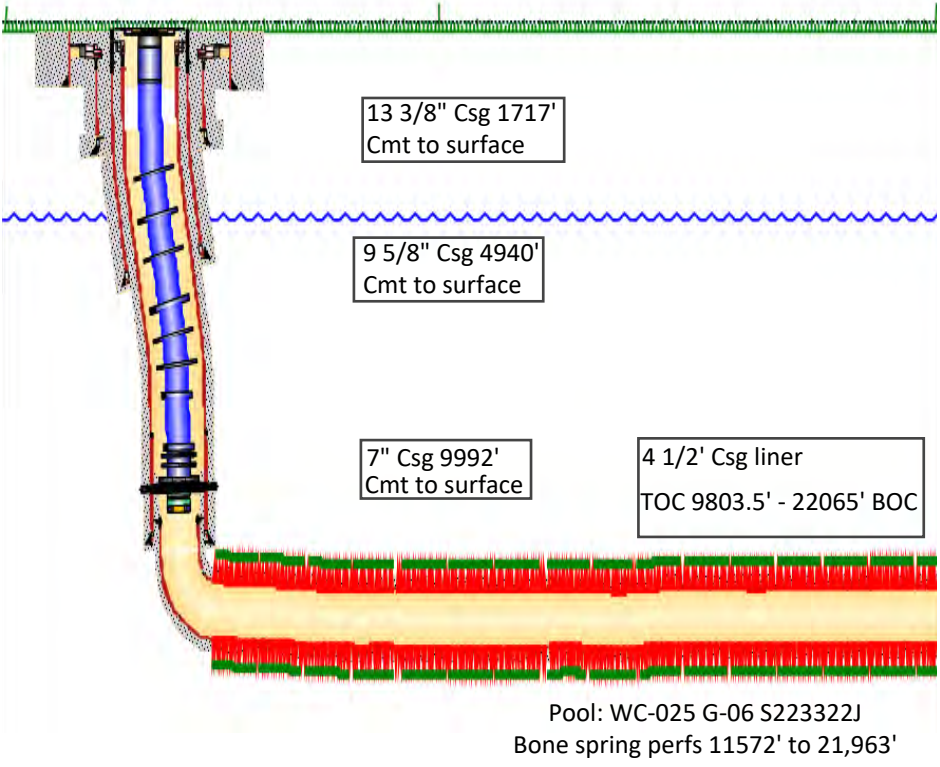 13 3/8" Csg 1717'
Cmt to surface
9 5/8" Csg 4940'
Cmt to surface
7" Csg 9992'
Cmt to surface
4 1/2' Csg liner
TOC 9803.5' - 22065' BOC
Pool: WC-025 G-06 S223322J
Bone spring perfs 11572' to 21,963'